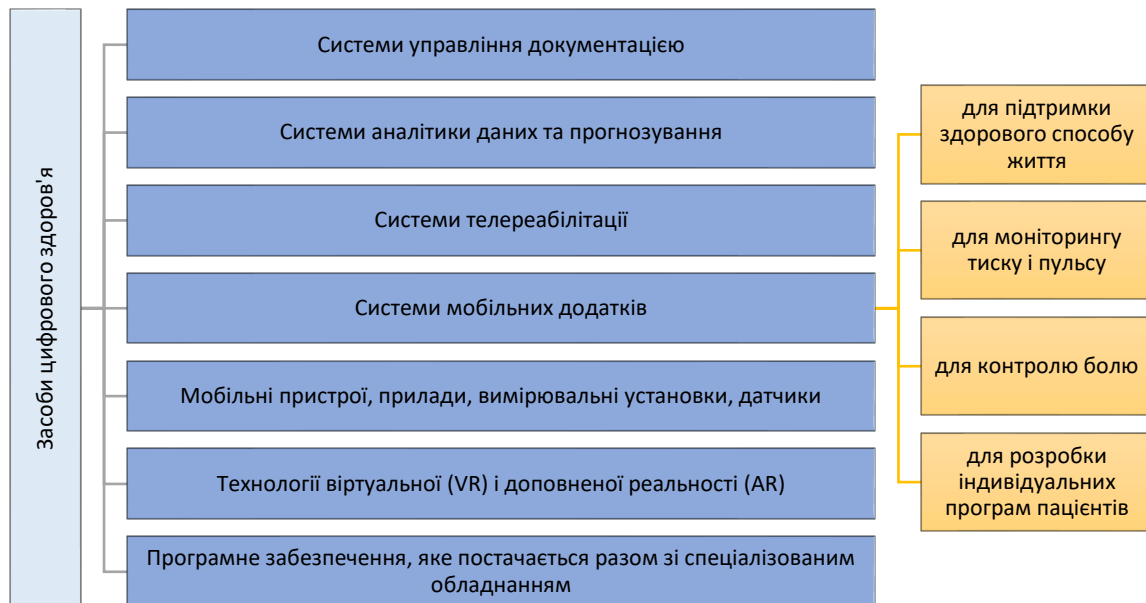 Засоби цифрового здоров'я
Системи управління документацією
Системи аналітики даних та прогнозування
Системи телереабілітації
Системи мобільних додатків
Мобільні пристрої, прилади, вимірювальні установки, датчики
Технології віртуальної (VR) і доповненої реальності (AR)
Програмне забезпечення, яке постачається разом зі спеціалізованим
обладнанням
для підтримки
здорового способу
життя
для моніторингу
тиску і пульсу
для контролю болю
для розробки
індивідуальних
програм пацієнтів